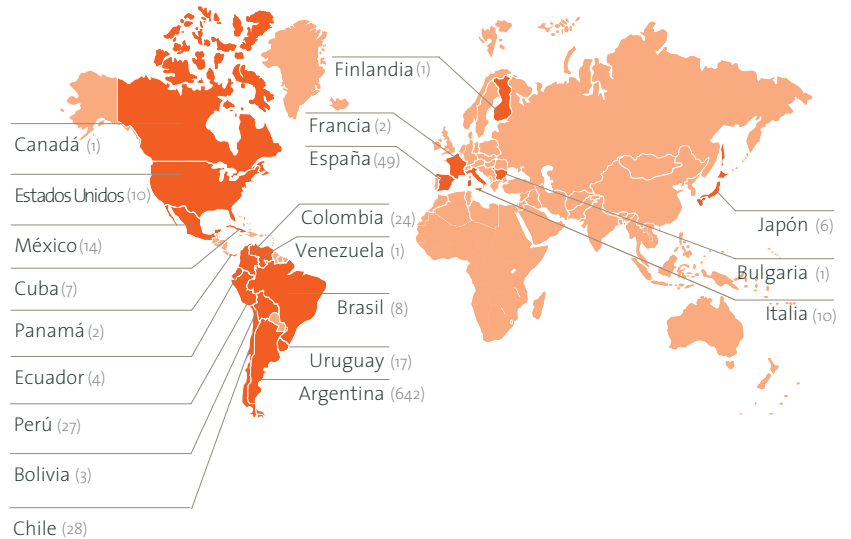 Finlandia (1)
Francia (2)
España (49)
Canadá (1)
Estados Unidos (10)
México (14)
Cuba (7)
Panamá (2)
Ecuador (4)
Perú (27)
Bolivia (3)
Chile (28)
Colombia (24)
Venezuela (1)
Brasil (8)
Uruguay (17)
Argentina (642)
Japón (6)
Bulgaria (1)
Italia (10)